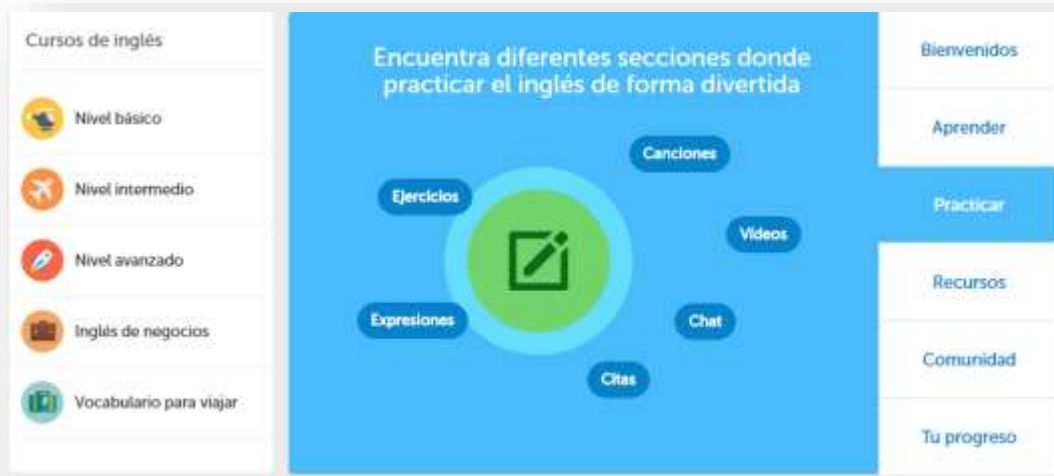 Cursos de inglés
Nivel básico
Nivel intermedio
Nivel avanzado
Inglés de negocios
Vocabulario para viajar
Encuentra diferentes secciones donde
practicar el inglés de forma divertida
Canciones
Ejercicios
Vídeos
Expresiones
Chat
Citas
Bienvenidos
Aprender
Practicar
Recursos
Comunidad
Tu progreso